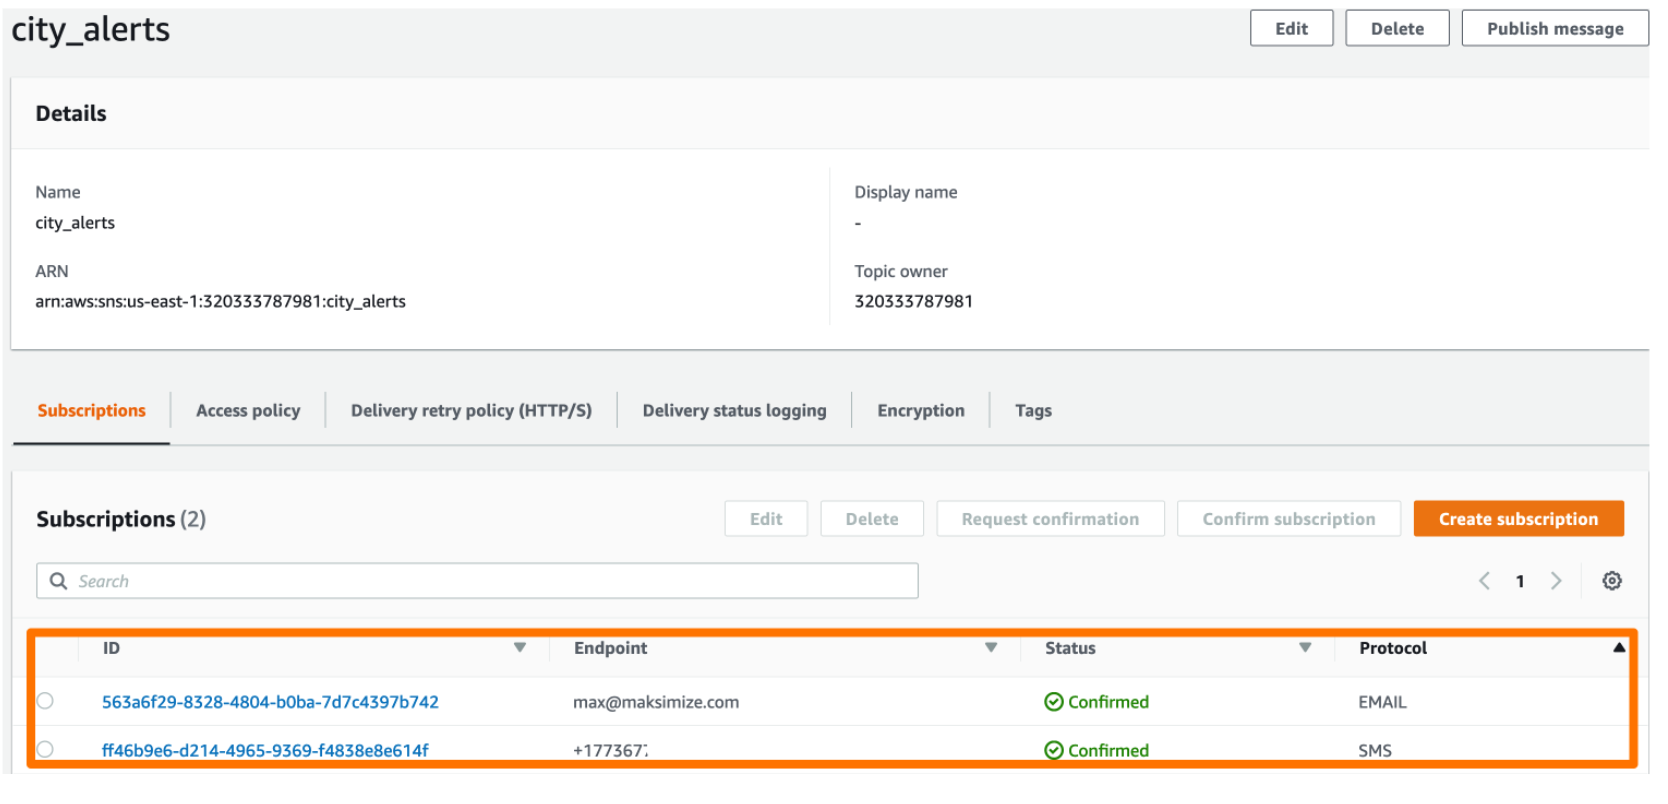 city_alerts Edit Delete Publish message
Details
Name Display name
city_alerts -
ARN Topic owner
arn:aws:sns:us-east-1:320333787981:city_alerts 320333787981
Subscriptions Access policy Delivery retry policy (HTTP/S) Delivery status logging Encryption Tags
Subscriptions (2) Edit Delete Request confirmation Confirm subscription Create subscription
Search 1
ID Endpoint Status Protocol
563a6f29-8328-4804-b0ba-7d7c4397b742 max@maksimize.com Confirmed EMAIL
ff46b9e6-d214-4965-9369-f4838e8e614f Confirmed SMS